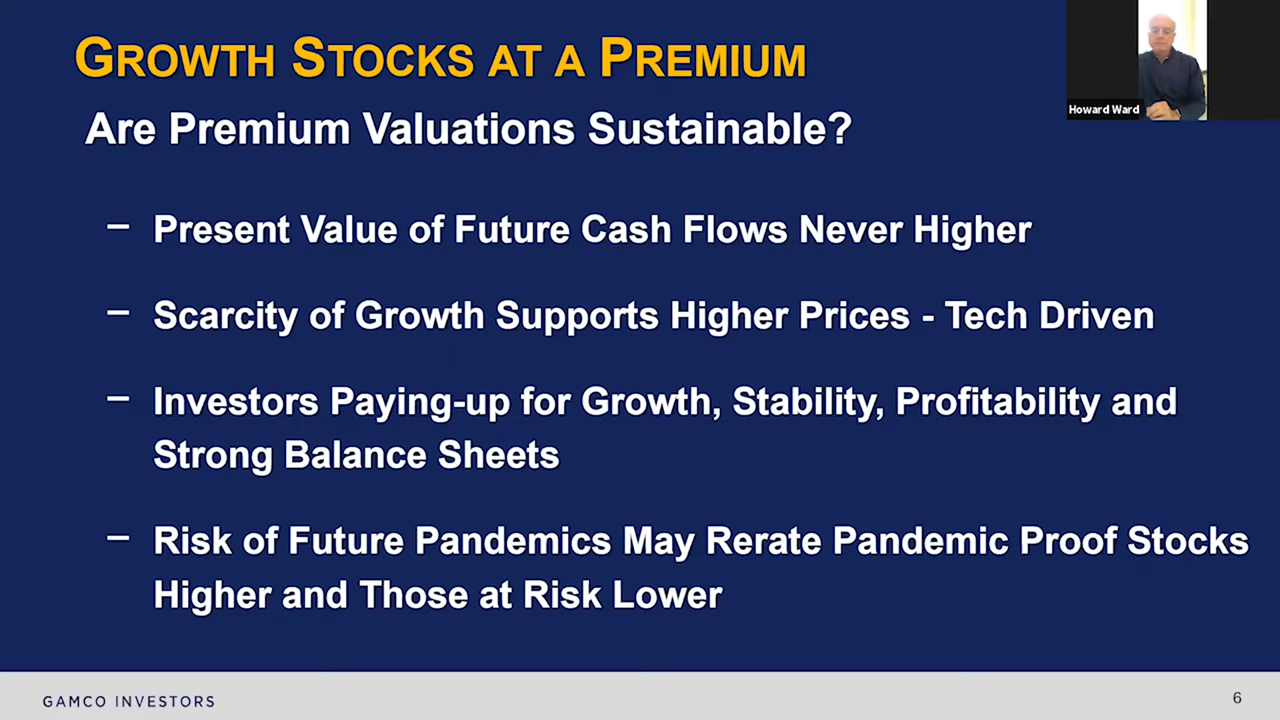 GROWTH STOCKS AT A PREMIUM
Howard Ward
Are Premium Valuations Sustainable?
– Present Value of Future Cash Flows Never Higher
– Scarcity of Growth Supports Higher Prices - Tech Driven
– Investors Paying-up for Growth, Stability, Profitability and
Strong Balance Sheets
– Risk of Future Pandemics May Rerate Pandemic Proof Stocks
Higher and Those at Risk Lower
GAMCO INVESTORS
6